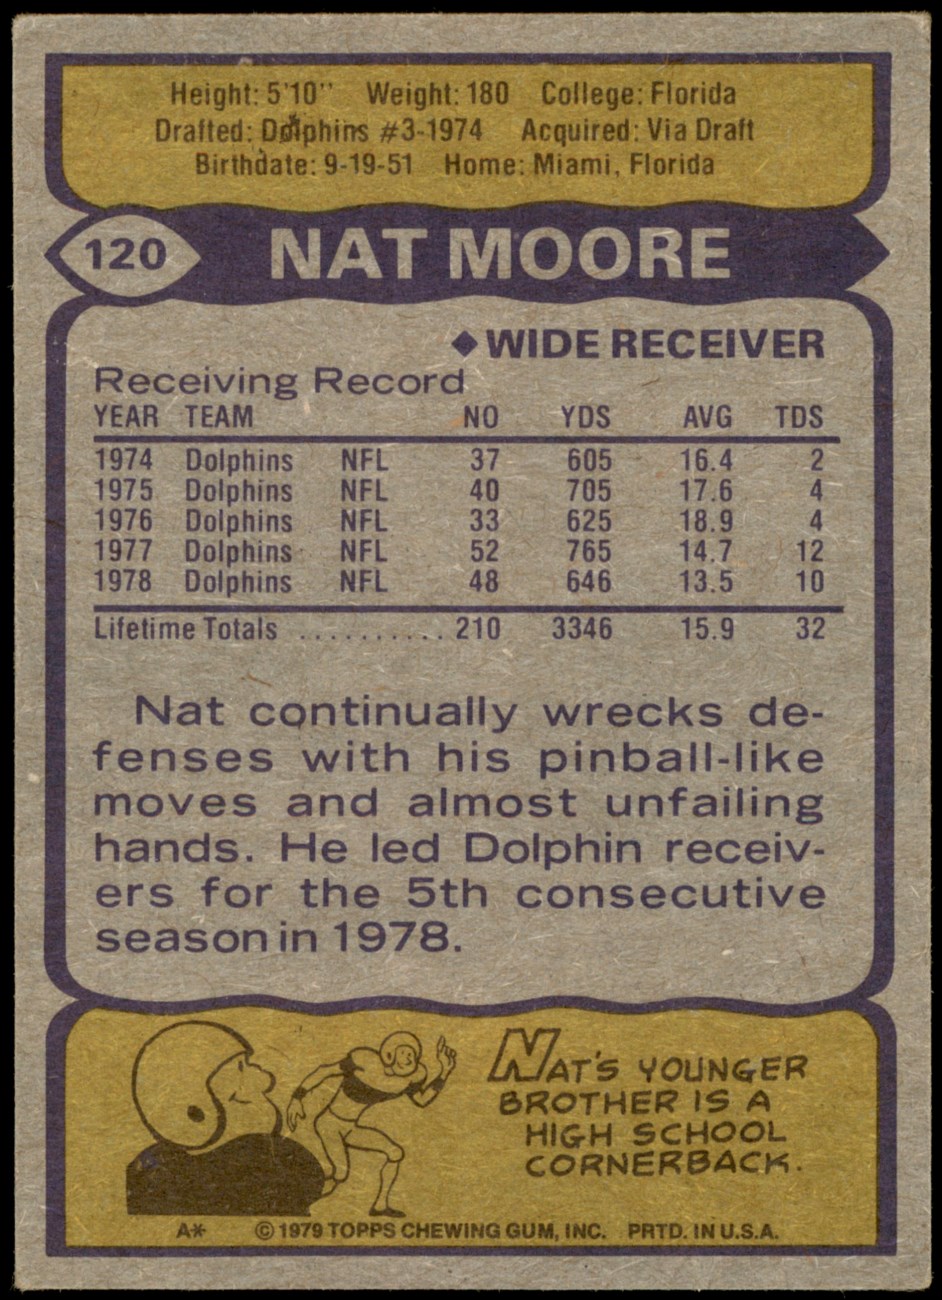 Height: 5'10" Weight: 180 College: Florida
Drafted: Dolphins #3-1974 Acquired: Via Draft
Birthdate: 9-19-51 Home: Miami, Florida
120 NAT MOORE
◆ WIDE RECEIVER
Receiving Record
YEAR TEAM NO YDS AVG TDS
1974 Dolphins NFL 37 605 16.4 2
1975 Dolphins NFL 40 705 17.6 4
1976 Dolphins NFL 33 625 18.9 4
1977 Dolphins NFL 52 765 14.7 12
1978 Dolphins NFL 48 646 13.5 10
Lifetime Totals .......... 210 3346 15.9 32
Nat continually wrecks de-
fenses with his pinball-like
moves and almost unfailing
hands. He led Dolphin receiv-
ers for the 5th consecutive
season in 1978.
NAT'S YOUNGER
BROTHER IS A
HIGH SCHOOL
CORNERBACK.
A* © 1979 TOPPS CHEWING GUM, INC. PRTD. IN U.S.A.